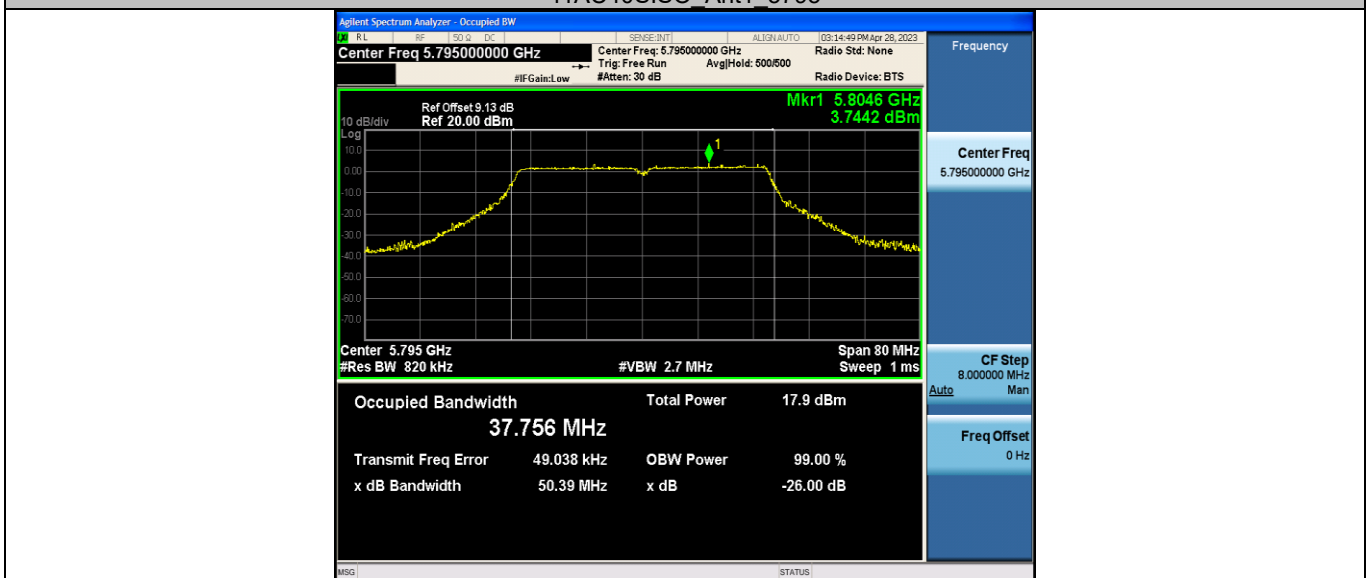 Agilent Spectrum Analyzer - Occupied BW
RL RF 50 Ω DC SENSE:INT ALIGN AUTO 03:14:49 PM Apr 28, 2023
Center Freq 5.795000000 GHz
Center Freq: 5.795000000 GHz
Radio Std: None
Trig: Free Run Avg|Hold: 500/500
#IFGain:Low #Atten: 30 dB Radio Device: BTS
Frequency
Ref Offset 9.13 dB
10 dB/div Ref 20.00 dBm
Mkr1 5.8046 GHz
3.7442 dBm
Log
10.0
0.00
-10.0
-20.0
-30.0
-40.0
-50.0
-60.0
-70.0
1
Center 5.795 GHz Span 80 MHz
#Res BW 820 kHz #VBW 2.7 MHz Sweep 1 ms
Center Freq
5.795000000 GHz
CF Step
8.000000 MHz
Auto Man
Freq Offset
0 Hz
Occupied Bandwidth Total Power 17.9 dBm
37.756 MHz
Transmit Freq Error 49.038 kHz OBW Power 99.00 %
x dB Bandwidth 50.39 MHz x dB -26.00 dB
MSG STATUS